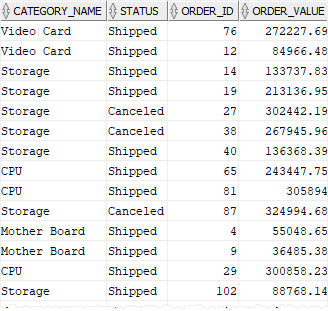 CATEGORY_NAME STATUS ORDER_ID ORDER_VALUE
Video Card Shipped 76 272227.69
Video Card Shipped 12 84966.48
Storage Shipped 14 133737.83
Storage Shipped 19 213136.95
Storage Canceled 27 302442.19
Storage Canceled 38 267945.96
Storage Shipped 40 136368.39
CPU Shipped 65 243447.75
CPU Shipped 81 305894
Storage Canceled 87 324994.68
Mother Board Shipped 4 55048.65
Mother Board Shipped 9 36485.38
CPU Shipped 29 300858.23
Storage Shipped 102 88768.14